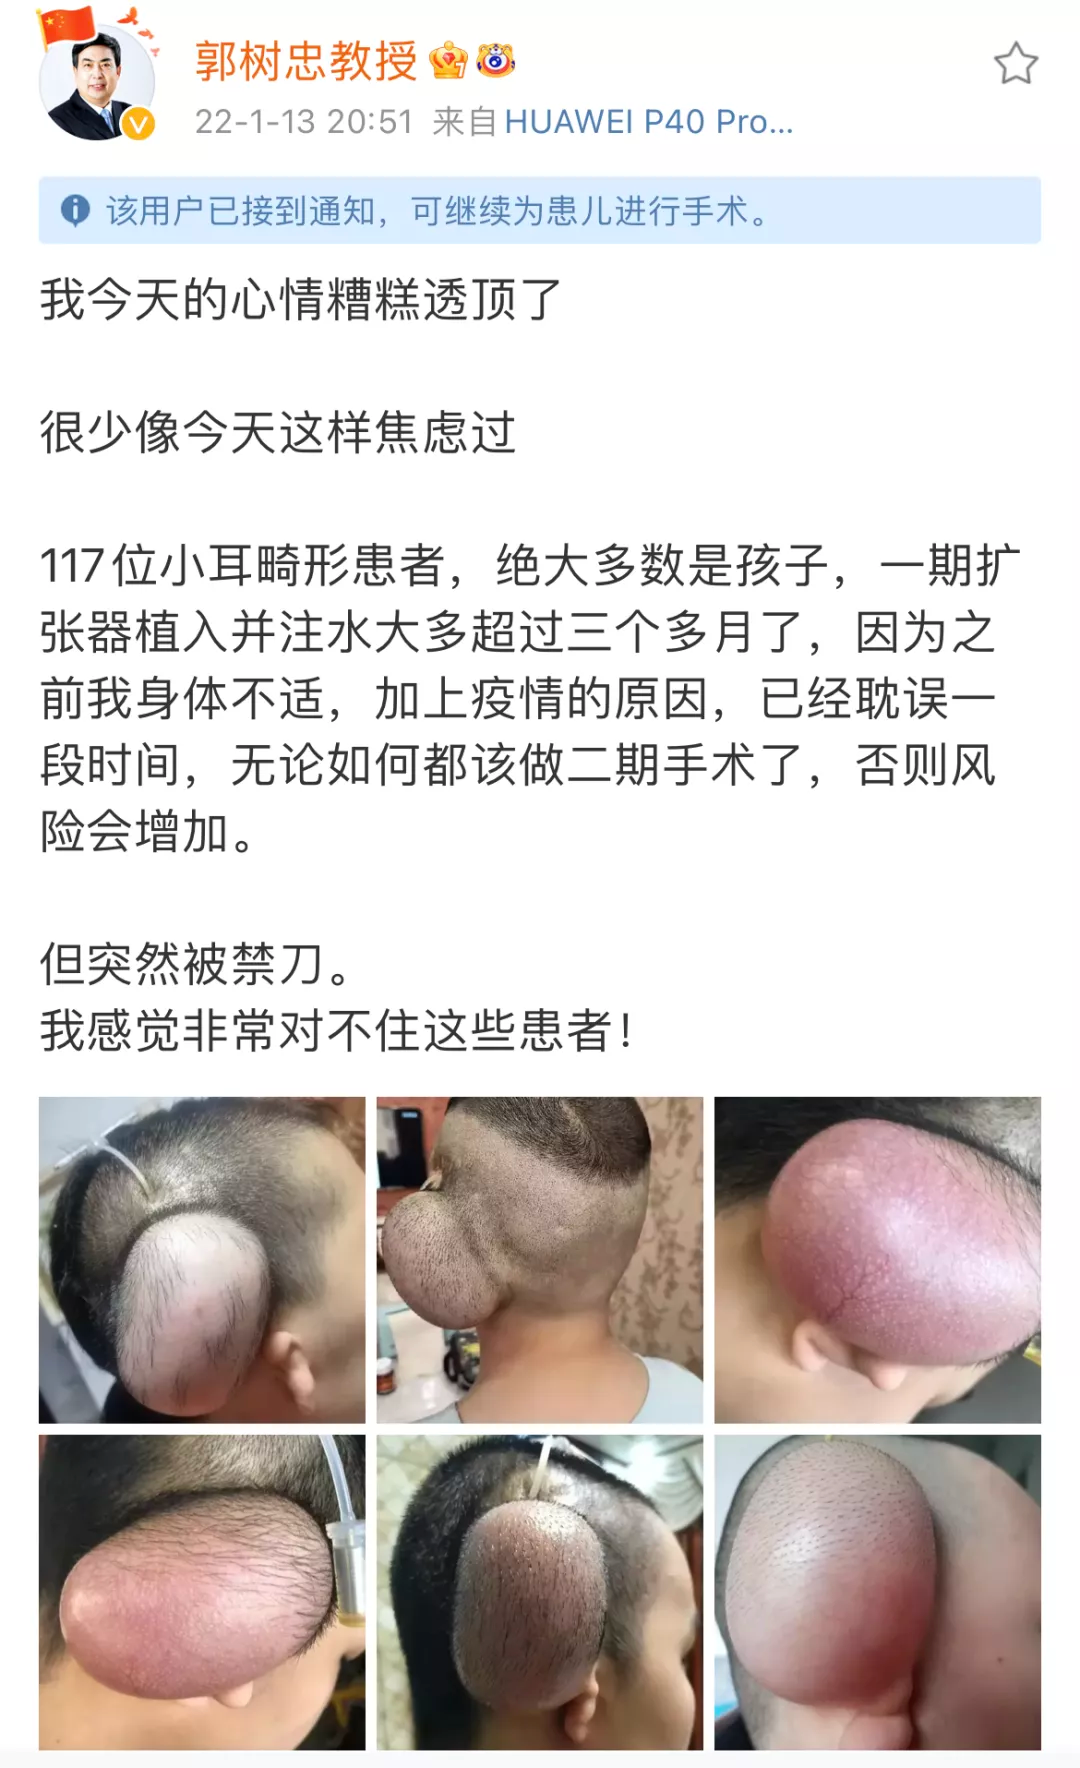 郭树忠教授
22-1-13 20:51 来自 HUAWEI P40 Pro...
该用户已接到通知，可继续为患儿进行手术。
我今天的心情糟糕透顶了
很少像今天这样焦虑过
117位小耳畸形患者，绝大多数是孩子，一期扩
张器植入并注水大多超过三个多月了，因为之
前我身体不适，加上疫情的原因，已经耽误一
段时间，无论如何都该做二期手术了，否则风
险会增加。
但突然被禁刀。
我感觉非常对不住这些患者！